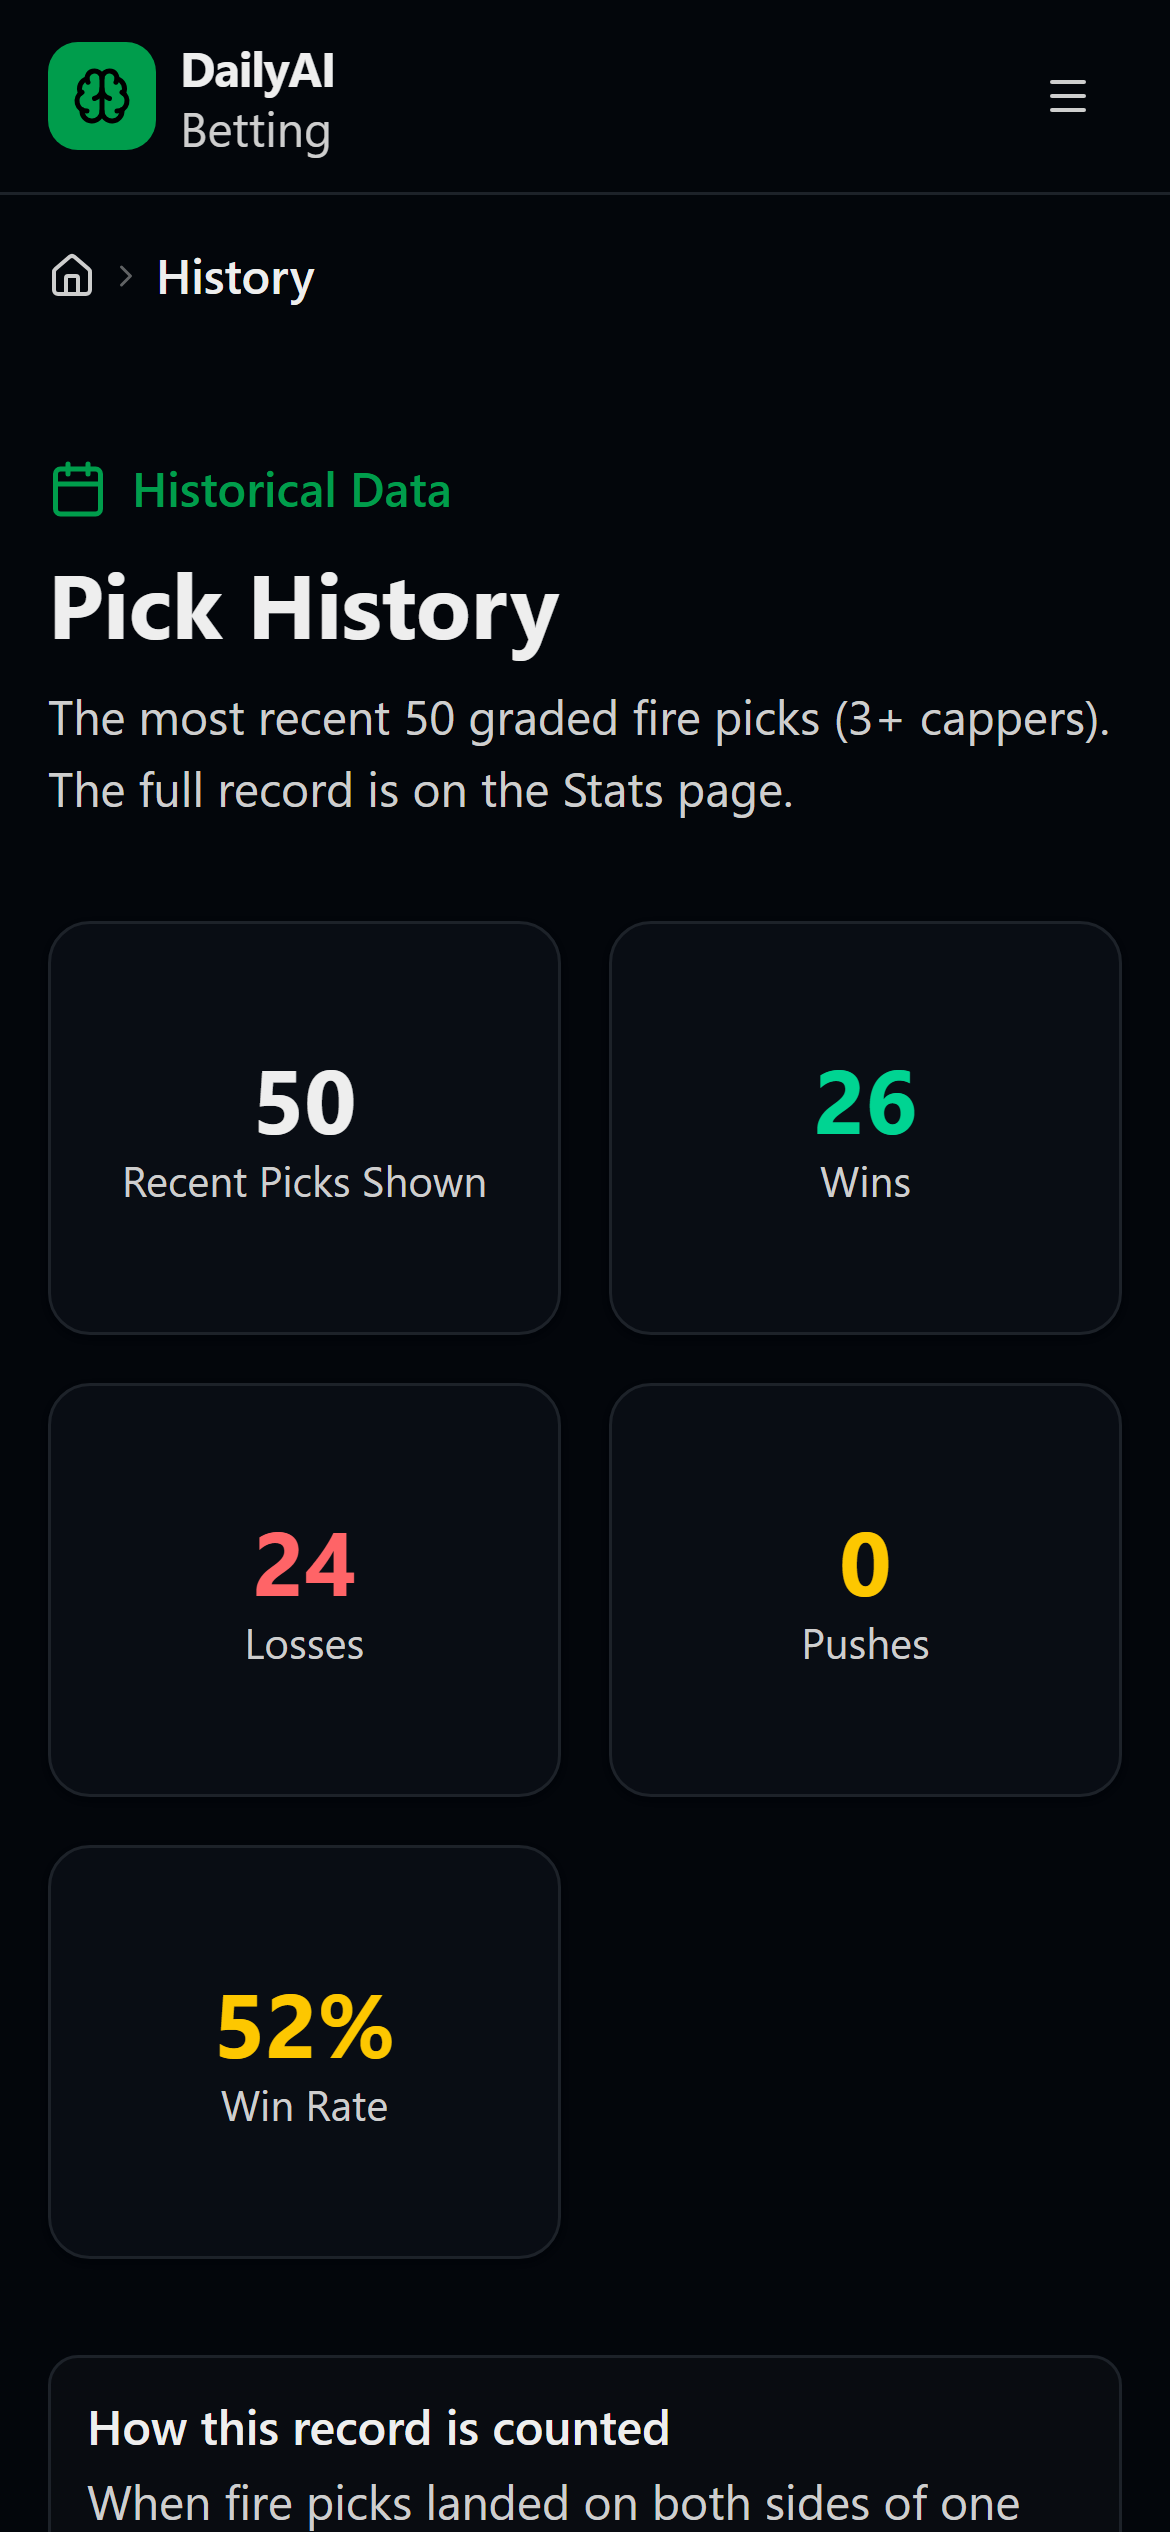 DailyAI
Betting
History
Historical Data
Pick History
The most recent 50 graded fire picks (3+ cappers).
The full record is on the Stats page.
50
Recent Picks Shown
26
Wins
24
Losses
0
Pushes
52%
Win Rate
How this record is counted
When fire picks landed on both sides of one